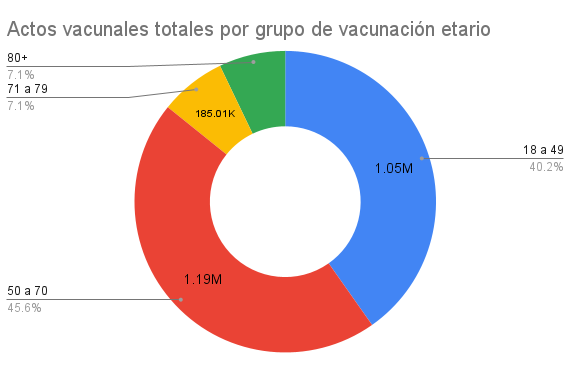 Actos vacunales totales por grupo de vacunación etario
80+
7.1%
71 a 79
7.1%
185.01K
18 a 49
40.2%
1.05M
1.19M
50 a 70
45.6%